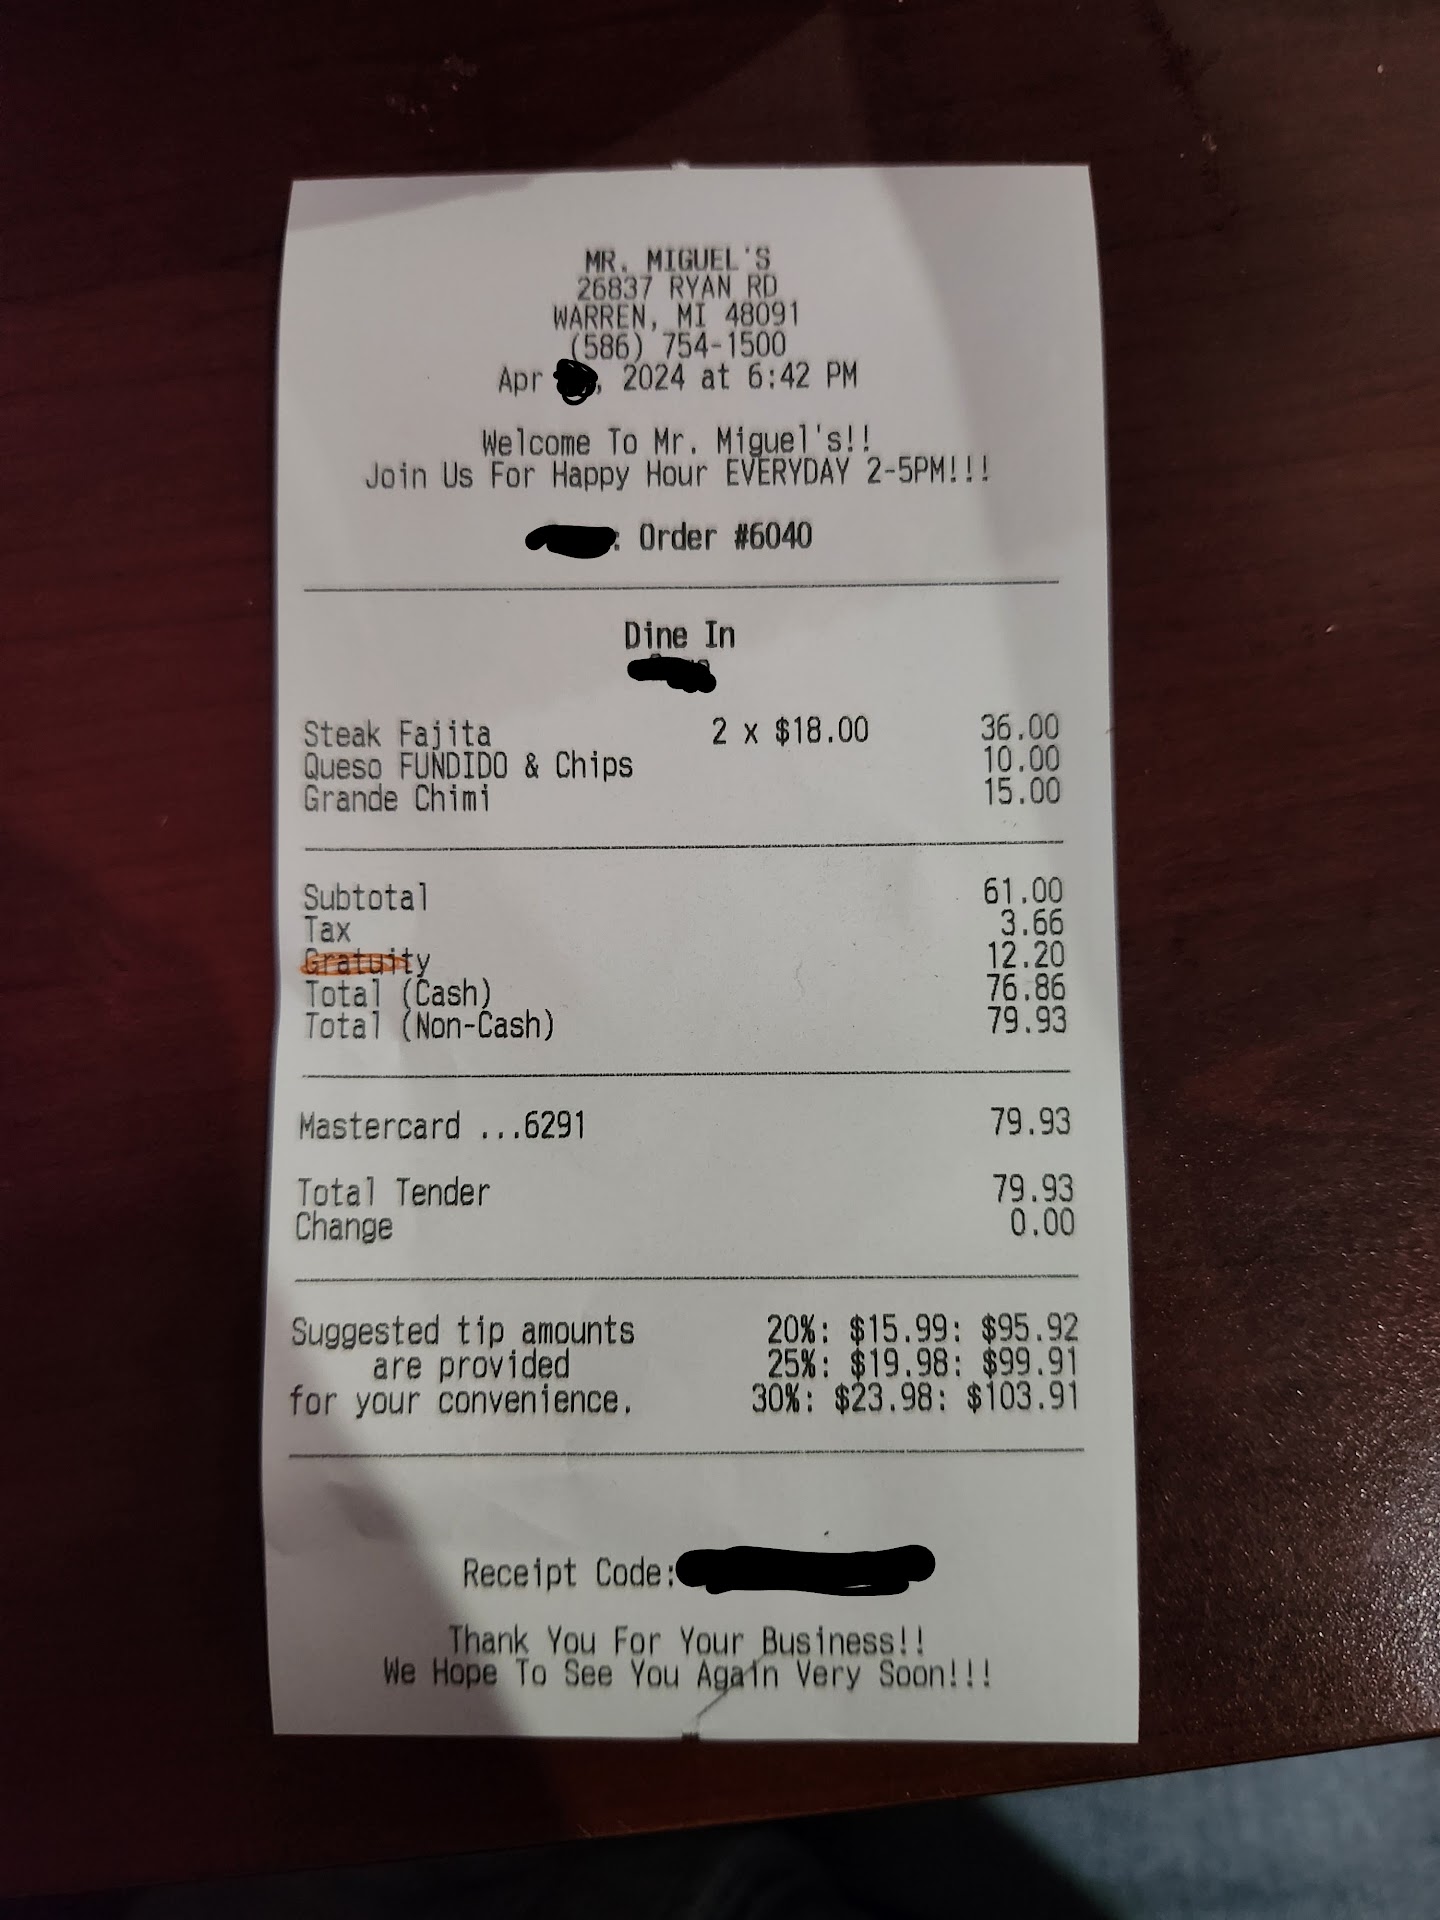 MR. MIGUEL'S
26837 RYAN RD
WARREN, MI 48091
(586) 754-1500
Apr , 2024 at 6:42 PM
Welcome To Mr. Miguel's!!
Join Us For Happy Hour EVERYDAY 2-5PM!!!
: Order #6040
Dine In
Steak Fajita 2 x $18.00 36.00
Queso FUNDIDO & Chips 10.00
Grande Chimi 15.00
Subtotal 61.00
Tax 3.66
Gratuity 12.20
Total (Cash) 76.86
Total (Non-Cash) 79.93
Mastercard ...6291 79.93
Total Tender 79.93
Change 0.00
Suggested tip amounts 20%: $15.99: $95.92
are provided 25%: $19.98: $99.91
for your convenience. 30%: $23.98: $103.91
Receipt Code:
Thank You For Your Business!!
We Hope To See You Again Very Soon!!!